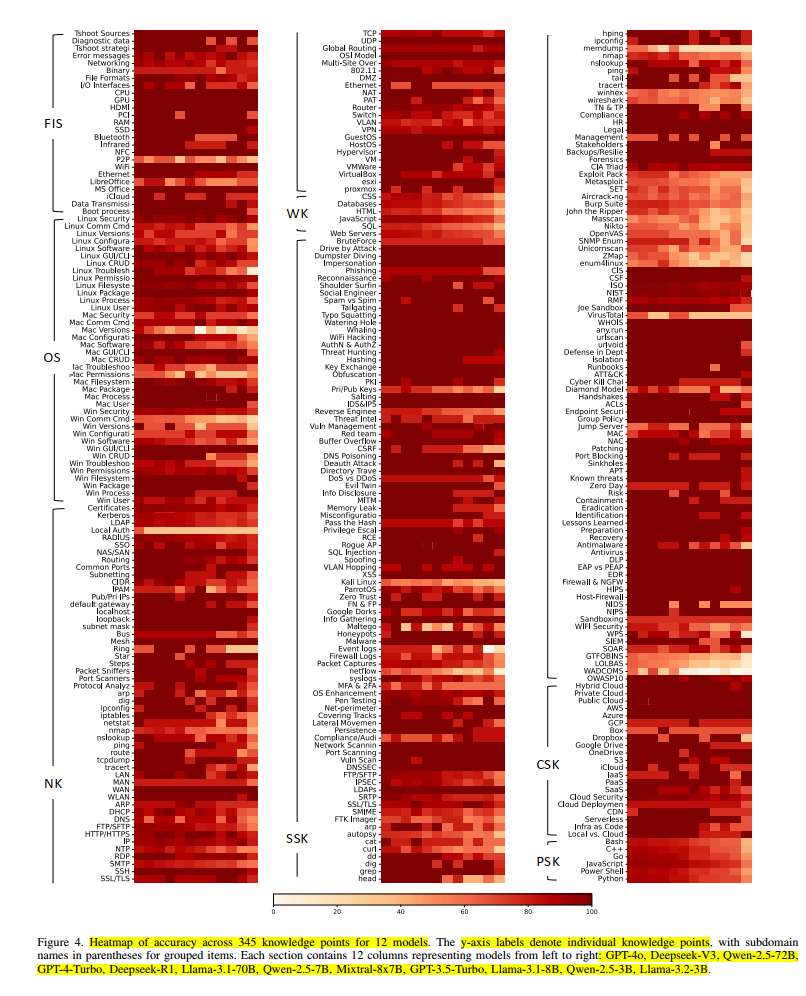 Tshoot Sources
Diagnostic data
Tshoot strategi
Error messages
Networking
Binary
File Formats
I/O Interfaces
CPU
GPU
HDMI
PCI
RAM
SSD
Bluetooth
Infrared
NFC
P2P
WiFi
Ethernet
LibreOffice
MS Office
iCloud
Data Transmissi
Boot process
FIS
Linux Security
Linux Comm Cmd
Linux Versions
Linux Configura
Linux Software
Linux GUI/CLI
Linux CRUD
Linux Troublesh
Linux Permissio
Linux Filesyste
Linux Package
Linux Process
Linux User
Mac Security
Mac Comm Cmd
Mac Versions
Mac Configurati
Mac Software
Mac GUI/CLI
Mac CRUD
lac Troubleshoo
Mac Permissions
Mac Filesystem
Mac Package
Mac Process
Mac User
Win Security
Win Comm Cmd
Win Versions
Win Configurati
Win Software
Win GUI/CLI
Win CRUD
Win Troubleshoo
Win Permissions
Win Filesystem
Win Package
Win Process
Win User
OS
Certificates
Kerberos
LDAP
Local Auth
RADIUS
SSO
NAS/SAN
Routing
Common Ports
Subnetting
CIDR
IPAM
Pub/Pri IPs
default gateway
localhost
loopback
subnet mask
Bus
Mesh
Ring
Star
Steps
Packet Sniffers
Port Scanners
Protocol Analyz
arp
dig
ipconfig
iptables
netstat
nmap
nslookup
ping
route
tcpdump
tracert
LAN
MAN
WAN
WLAN
ARP
DHCP
DNS
FTP/SFTP
HTTP/HTTPS
IP
NTP
RDP
SMTP
SSH
SSL/TLS
NK
TCP
UDP
Global Routing
OSI Model
Multi-Site Over
802.11
DMZ
Ethernet
NAT
PAT
Router
Switch
VLAN
VPN
GuestOS
HostOS
Hypervisor
VM
VMWare
VirtualBox
esxi
proxmox
CSS
Databases
HTML
JavaScript
SQL
Web Servers
WK
BruteForce
Drive by Attack
Dumpster Diving
Impersonation
Phishing
Reconnaissance
Shoulder Surfin
Social Engineer
Spam vs Spim
Tailgating
Typo Squatting
Watering Hole
Whaling
WiFi Hacking
AuthN & AuthZ
Threat Hunting
Hashing
Key Exchange
Obfuscation
PKI
Pri/Pub Keys
Salting
IDS&IPS
Reverse Enginee
Threat Intel
Vuln Management
Red team
Buffer Overflow
CSRF
DNS Poisoning
Deauth Attack
Directory Trave
DoS vs DDoS
Evil Twin
Info Disclosure
MITM
Memory Leak
Misconfiguratio
Pass the Hash
Privilege Escal
RCE
Rogue AP
SQL Injection
Spoofing
VLAN Hopping
XSS
Kali Linux
ParrotOS
Zero Trust
FN & FP
Google Dorks
Info Gathering
Maltego
Honeypots
Malware
Event logs
Firewall Logs
Packet Captures
netflow
syslogs
MFA & 2FA
OS Enhancement
Pen Testing
Net-perimeter
Covering Tracks
Lateral Movemen
Persistence
Compliance/Audi
Network Scannin
Port Scanning
Vuln Scan
DNSSEC
FTP/SFTP
IPSEC
LDAPs
SRTP
SSL/TLS
SMIME
FTK Imager
arp
autopsy
cat
curl
dd
dig
grep
head
SSK
hping
ipconfig
memdump
nmap
nslookup
ping
tail
tracert
winhex
wireshark
TN & TP
Compliance
HR
Legal
Management
Stakeholders
Backups/Resilie
Forensics
CIA Triad
Exploit Pack
Metasploit
SET
Aircrack-ng
Burp Suite
John the Ripper
Masscan
Nikto
OpenVAS
SNMP Enum
Unicornscan
ZMap
enum4linux
CIS
CSF
ISO
NIST
RMF
Joe Sandbox
VirusTotal
WHOIS
any.run
urlscan
urlvoid
Defense in Dept
Isolation
Runbooks
ATT&CK
Cyber Kill Chai
Diamond Model
Handshakes
ACLs
Endpoint Securi
Group Policy
Jump Server
MAC
NAC
Patching
Port Blocking
Sinkholes
APT
Known threats
Zero Day
Risk
Containment
Eradication
Identification
Lessons Learned
Preparation
Recovery
Antimalware
Antivirus
DLP
EAP vs PEAP
EDR
Firewall & NGFW
HIPS
Host-Firewall
NIDS
NIPS
Sandboxing
WIFI Security
WPS
SIEM
SOAR
GTFOBINS
LOLBAS
WADCOMS
OWASP10
Hybrid Cloud
Private Cloud
Public Cloud
AWS
Azure
GCP
Box
Dropbox
Google Drive
OneDrive
S3
iCloud
IaaS
PaaS
SaaS
Cloud Security
Cloud Deploymen
CDN
Serverless
Infra as Code
Local vs. Cloud
CSK
Bash
C++
Go
JavaScript
Power Shell
Python
PSK
0 20 40 60 80 100
Figure 4. Heatmap of accuracy across 345 knowledge points for 12 models. The y-axis labels denote individual knowledge points, with subdomain
names in parentheses for grouped items. Each section contains 12 columns representing models from left to right: GPT-4o, Deepseek-V3, Qwen-2.5-72B,
GPT-4-Turbo, Deepseek-R1, Llama-3.1-70B, Qwen-2.5-7B, Mixtral-8x7B, GPT-3.5-Turbo, Llama-3.1-8B, Qwen-2.5-3B, Llama-3.2-3B.